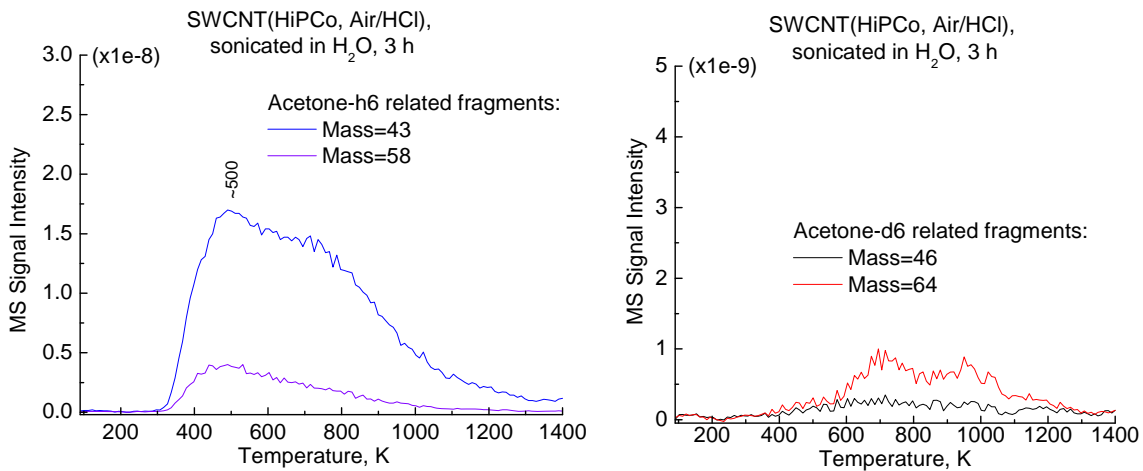 SWCNT(HiPCo, Air/HCl),
sonicated in H₂O, 3 h
(x1e-8)
3.0
2.5
2.0
1.5
1.0
0.5
0.0
MS Signal Intensity
Acetone-h6 related fragments:
Mass=43
Mass=58
~500
200 400 600 800 1000 1200 1400
Temperature, K
SWCNT(HiPCo, Air/HCl),
sonicated in H₂O, 3 h
(x1e-9)
5
4
3
2
1
0
MS Signal Intensity
Acetone-d6 related fragments:
Mass=46
Mass=64
200 400 600 800 1000 1200 1400
Temperature, K